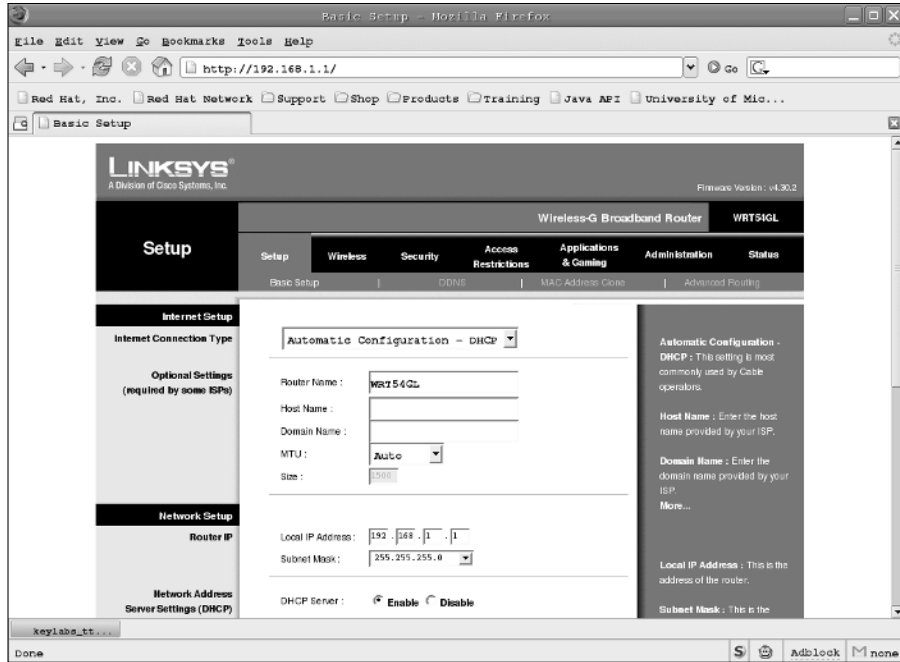 Basic Setup - Mozilla Firefox
File Edit View Go Bookmarks Tools Help
http://192.168.1.1/
Go
G
Red Hat, Inc. Red Hat Network Support Shop Products Training Java API University of Mic...
Basic Setup
LINKSYS®
A Division of Cisco Systems, Inc.
Firmware Version : v4.30.2
Wireless-G Broadband Router WRT54GL
Setup
Setup Wireless Security Access Restrictions Applications & Gaming Administration Status
Basic Setup | DDNS | MAC Address Clone | Advanced Routing
Internet Setup
Internet Connection Type
Automatic Configuration - DHCP
Optional Settings
(required by some ISPs)
Router Name : WRT54GL
Host Name :
Domain Name :
MTU : Auto
Size : 1500
Automatic Configuration -
DHCP : This setting is most
commonly used by Cable
operators.
Host Name : Enter the host
name provided by your ISP.
Domain Name : Enter the
domain name provided by your
ISP.
More...
Network Setup
Router IP
Local IP Address : 192 . 168 . 1 . 1
Subnet Mask : 255.255.255.0
Network Address
Server Settings (DHCP)
DHCP Server : Enable Disable
Local IP Address : This is the
address of the router.
Subnet Mask : This is the
keylabs_tt...
Done
S Adblock M none